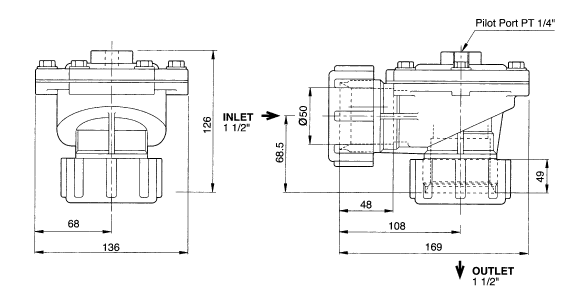 Pilot Port PT 1/4"
126
INLET
1 1/2"
Ø50
68.5
49
68
136
48
108
169
OUTLET
1 1/2"